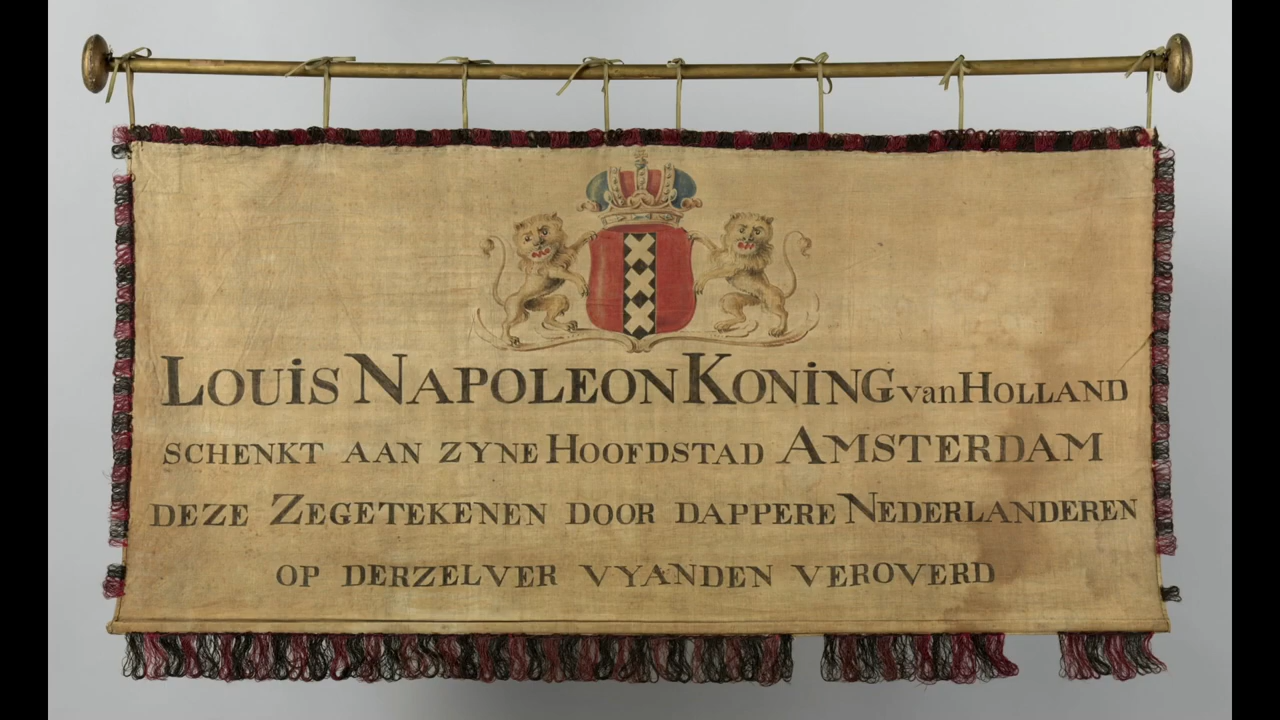 LOUiS NAPOLEON KONiNG van HOLLAND
SCHENKT AAN ZYNE HOOFDSTAD AMSTERDAM
DEZE ZEGETEKENEN DOOR DAPPERE NEDERLANDEREN
OP DERZELVER VYANDEN VEROVERD